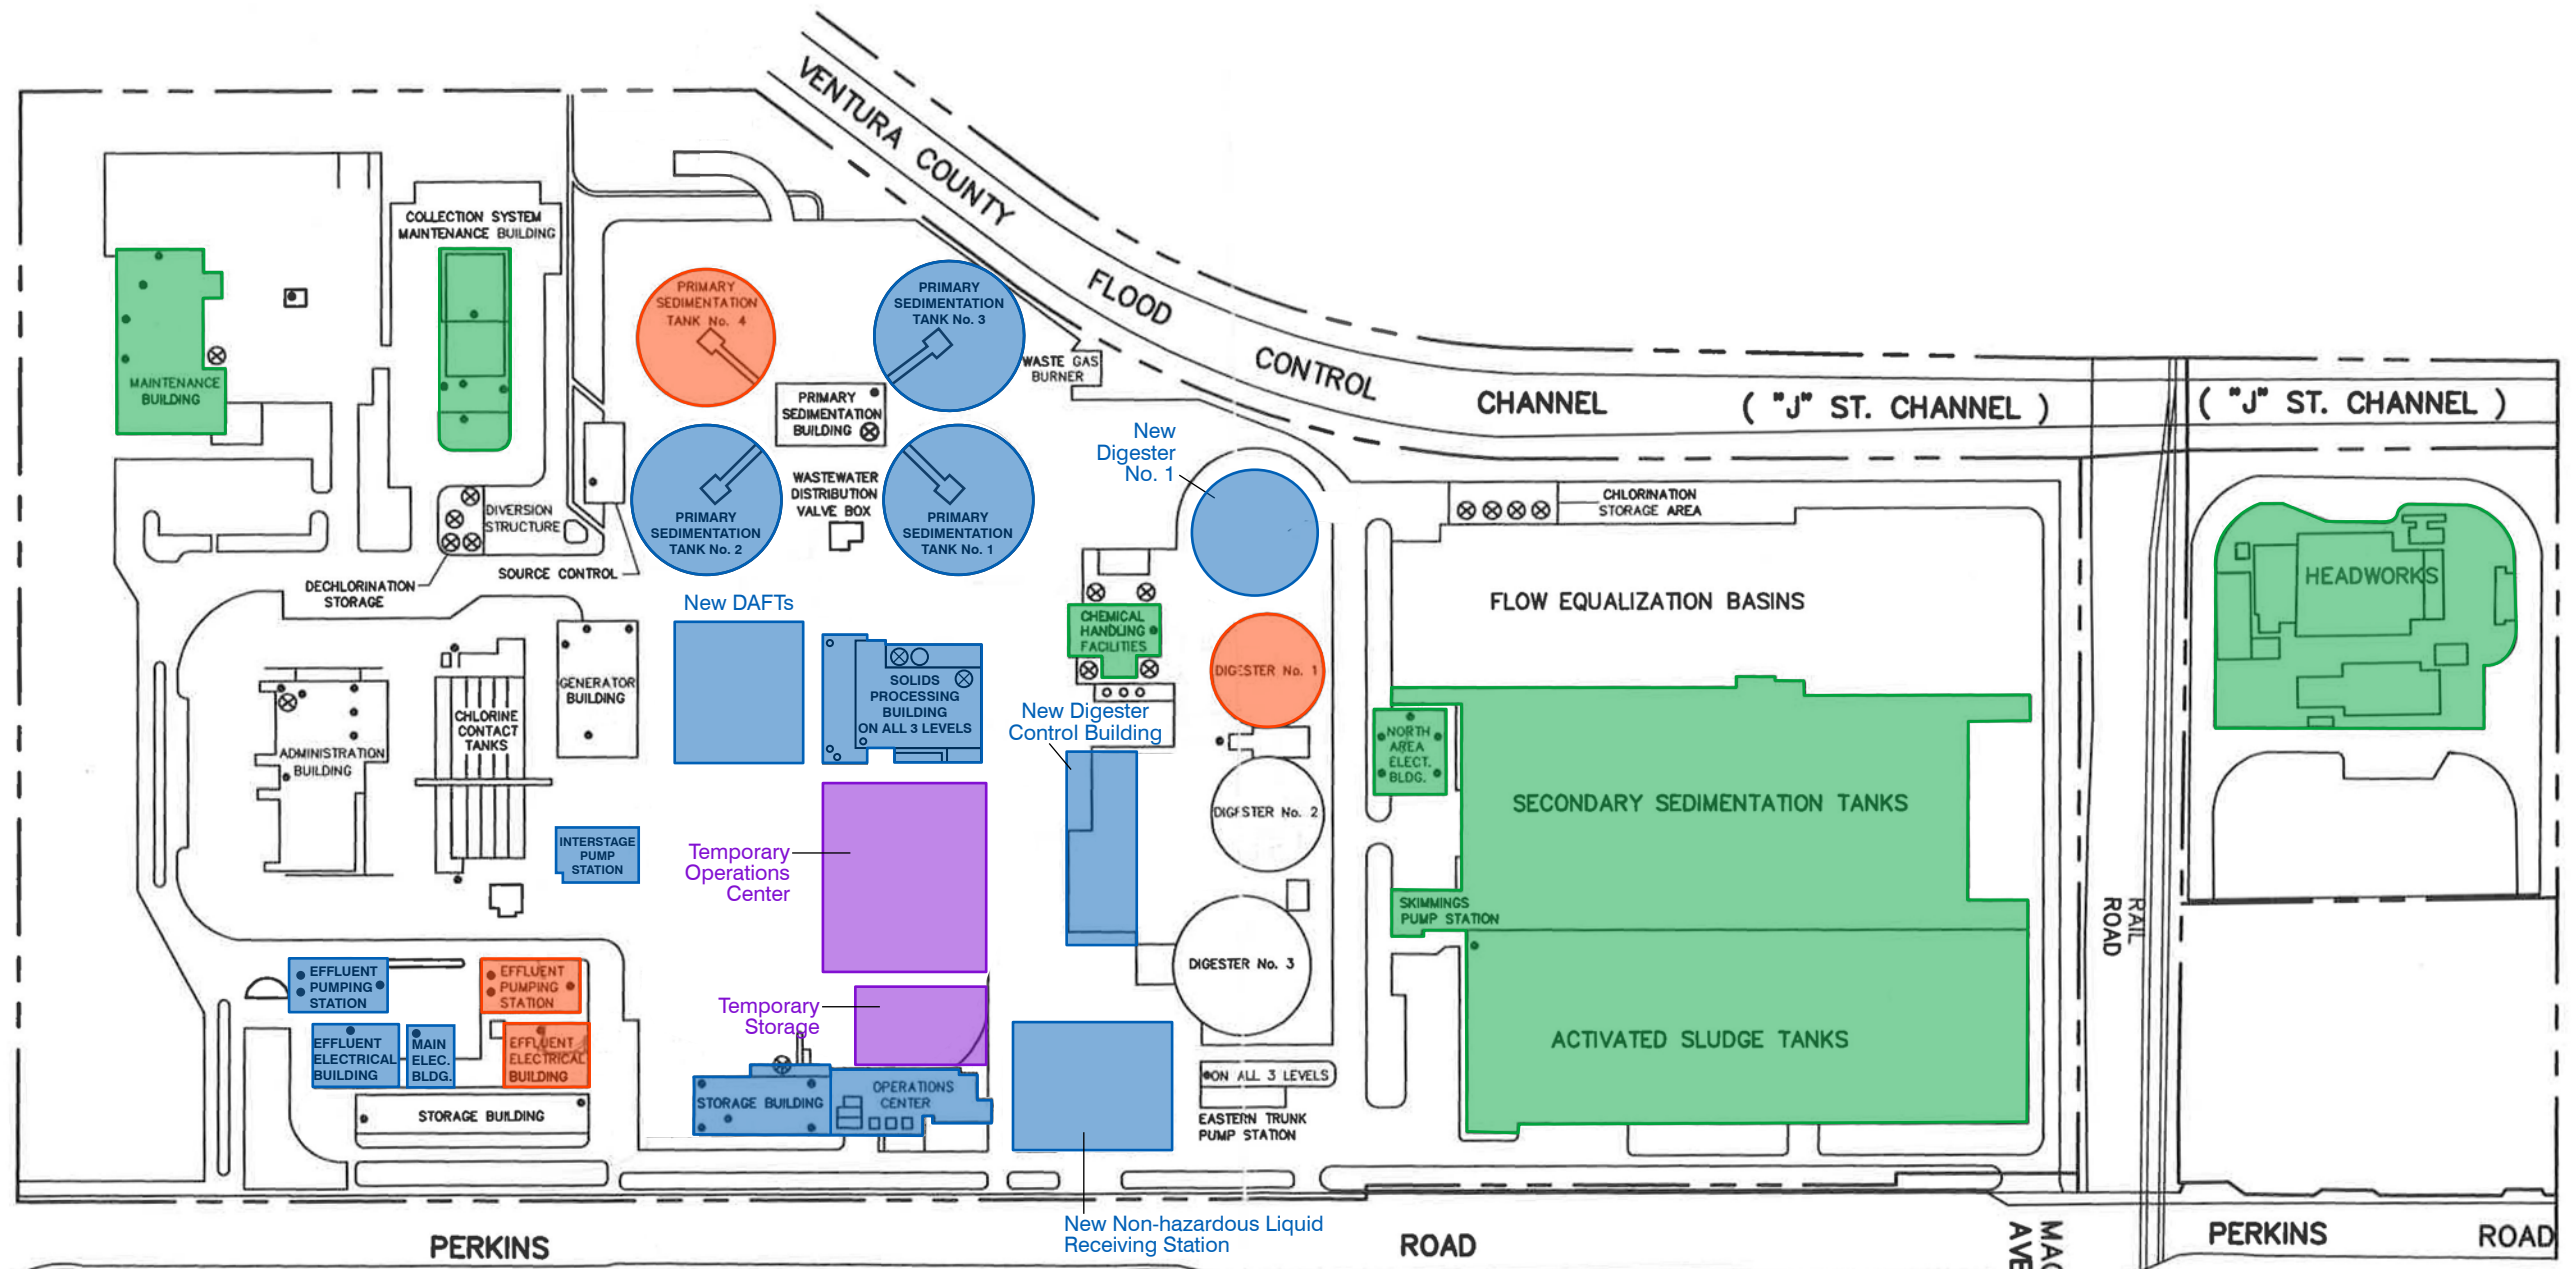 VENTURA COUNTY
FLOOD
CONTROL
CHANNEL
( "J" ST. CHANNEL )
( "J" ST. CHANNEL )
COLLECTION SYSTEM
MAINTENANCE BUILDING
MAINTENANCE
BUILDING
PRIMARY
SEDIMENTATION
TANK No. 4
PRIMARY
SEDIMENTATION
TANK No. 3
WASTE GAS
BURNER
PRIMARY
SEDIMENTATION
BUILDING
New
Digester
No. 1
WASTEWATER
DISTRIBUTION
VALVE BOX
PRIMARY
SEDIMENTATION
TANK No. 2
PRIMARY
SEDIMENTATION
TANK No. 1
CHLORINATION
STORAGE AREA
DIVERSION
STRUCTURE
SOURCE CONTROL
DECHLORINATION
STORAGE
HEADWORKS
FLOW EQUALIZATION BASINS
New DAFTs
CHEMICAL
HANDLING
FACILITIES
DIGESTER No. 1
GENERATOR
BUILDING
SOLIDS
PROCESSING
BUILDING
ON ALL 3 LEVELS
New Digester
Control Building
CHLORINE
CONTACT
TANKS
ADMINISTRATION
BUILDING
NORTH
AREA
ELECT.
BLDG.
DIGESTER No. 2
SECONDARY SEDIMENTATION TANKS
INTERSTAGE
PUMP
STATION
Temporary
Operations
Center
SKIMMINGS
PUMP STATION
RAIL
ROAD
DIGESTER No. 3
EFFLUENT
PUMPING
STATION
EFFLUENT
PUMPING
STATION
Temporary
Storage
EFFLUENT
ELECTRICAL
BUILDING
MAIN
ELEC.
BLDG.
EFFLUENT
ELECTRICAL
BUILDING
ACTIVATED SLUDGE TANKS
ON ALL 3 LEVELS
STORAGE BUILDING
STORAGE BUILDING
OPERATIONS
CENTER
EASTERN TRUNK
PUMP STATION
New Non-hazardous Liquid
Receiving Station
PERKINS
ROAD
AVE
PERKINS
ROAD